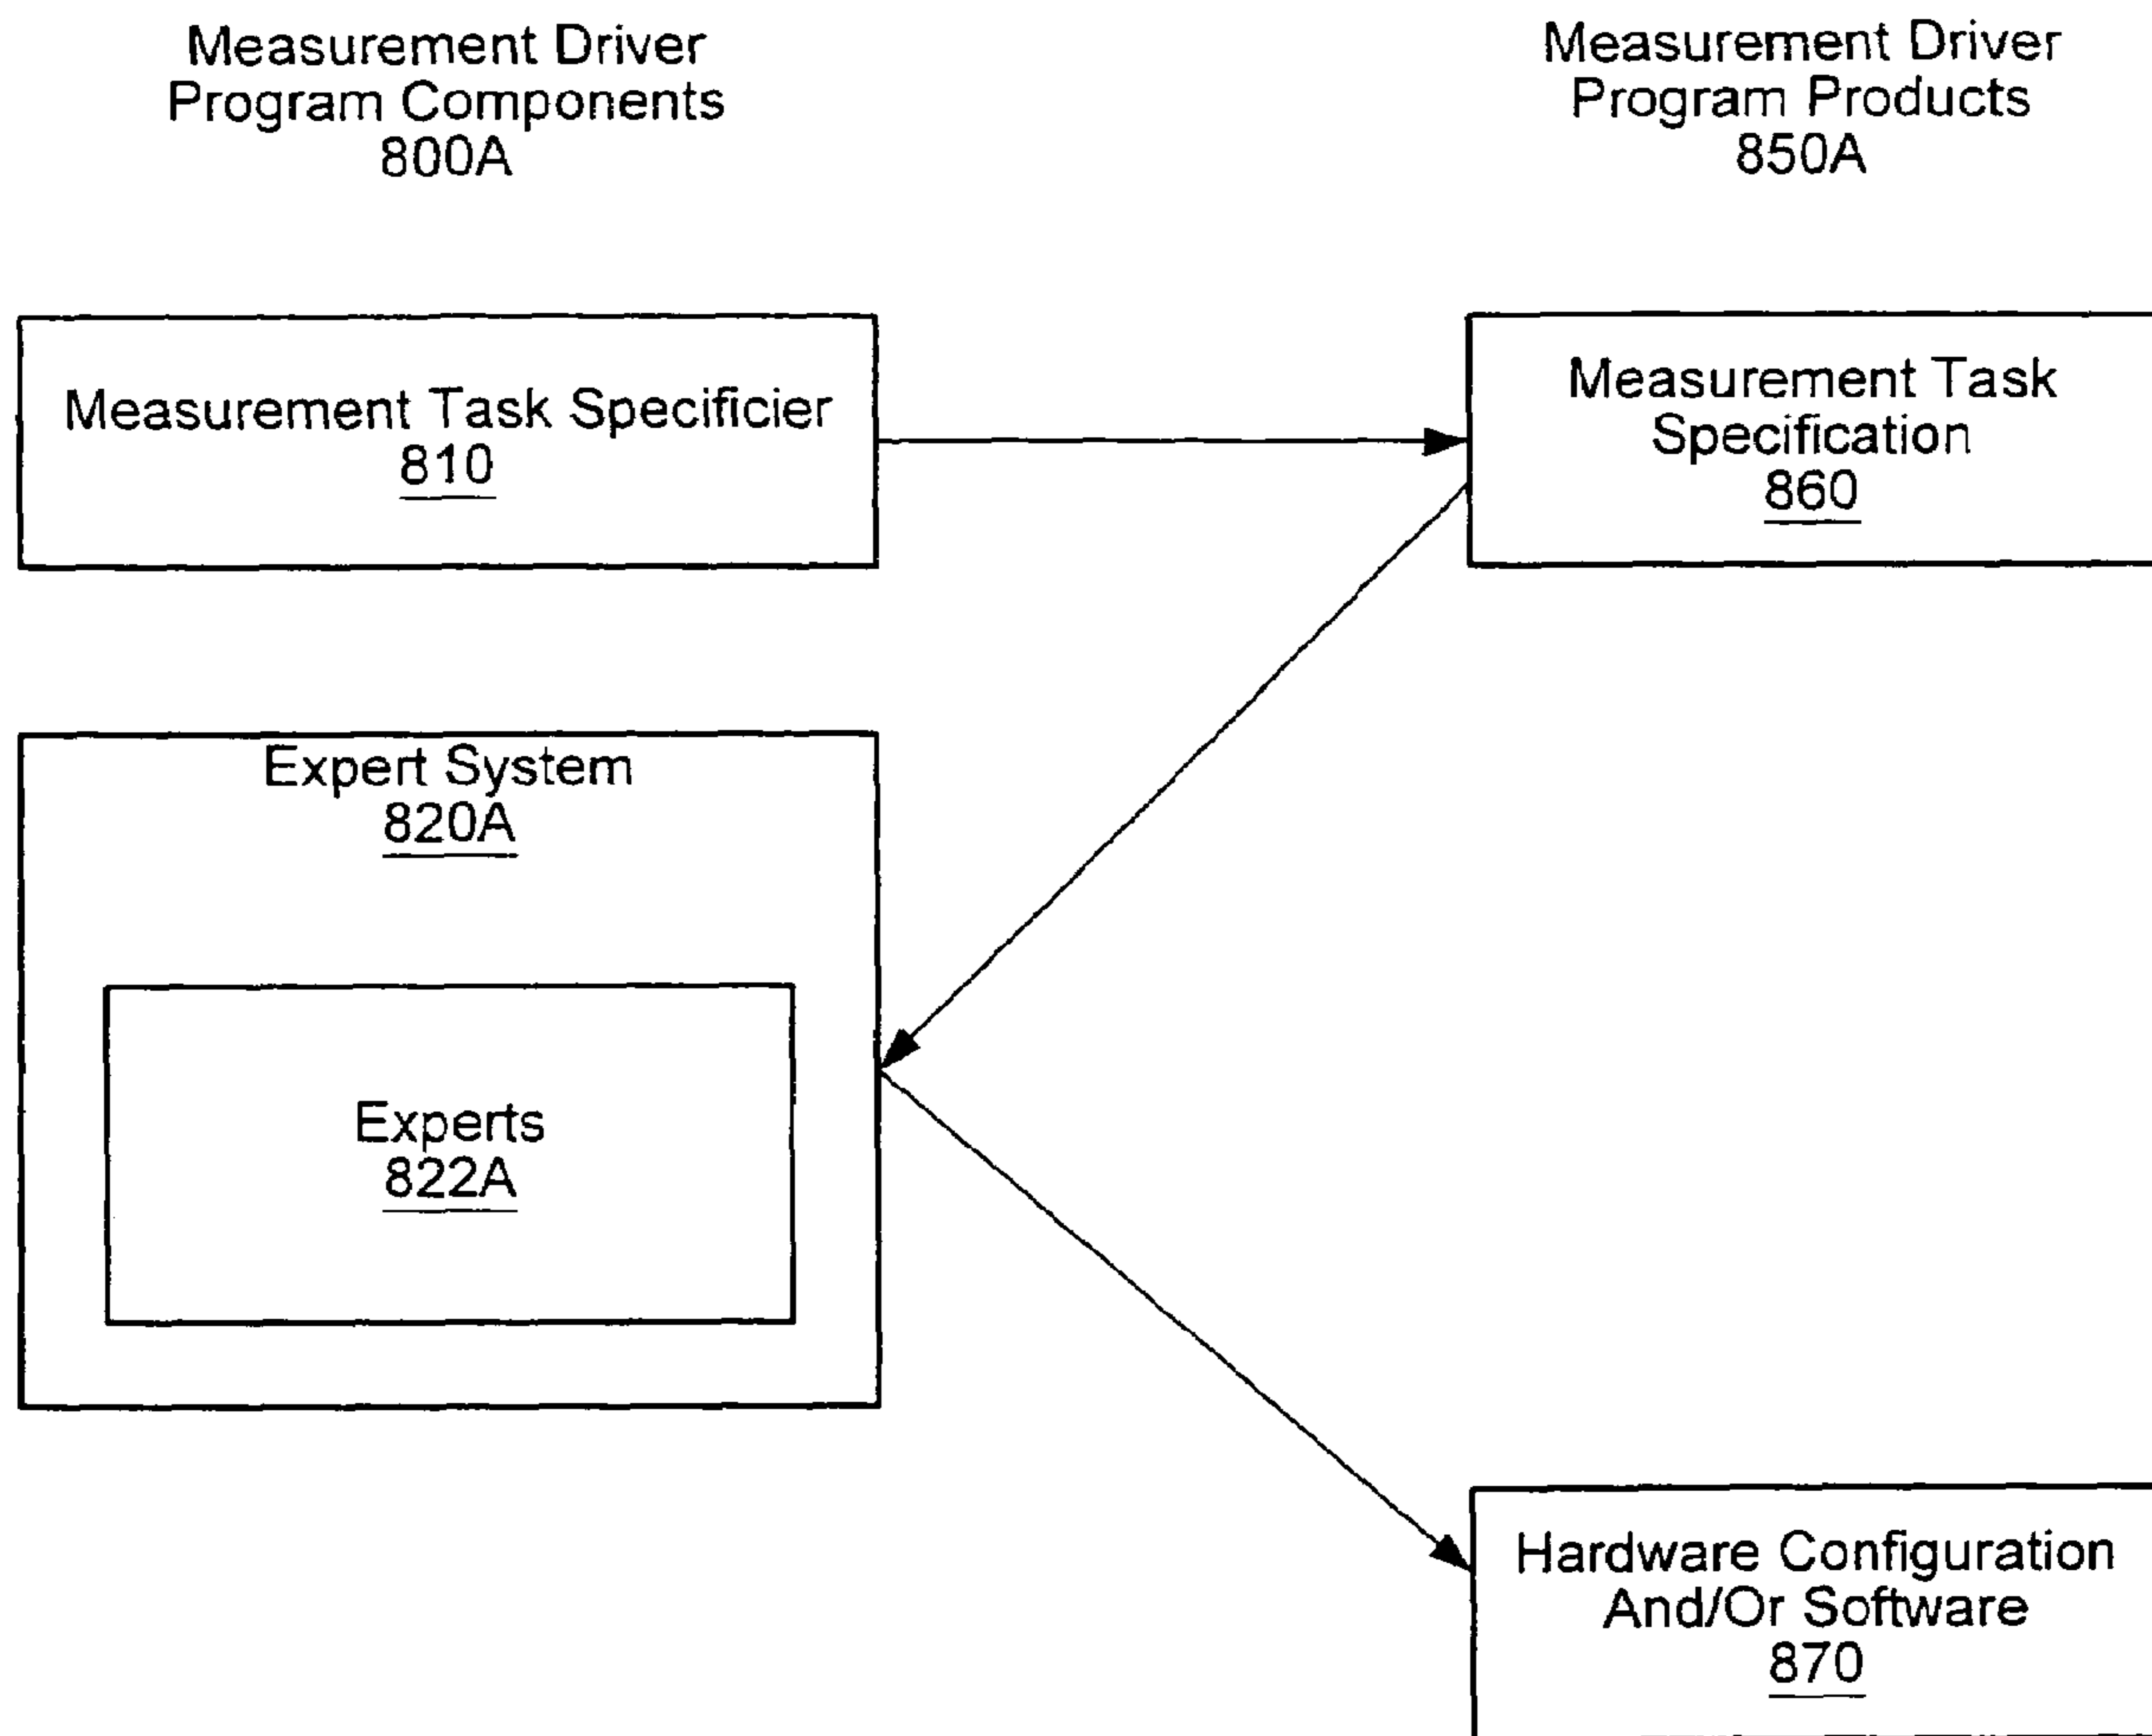 Measurement Driver
Program Components
800A
Measurement Driver
Program Products
850A
Measurement Task Specificier
810
Measurement Task
Specification
860
Expert System
820A
Experts
822A
Hardware Configuration
And/Or Software
870